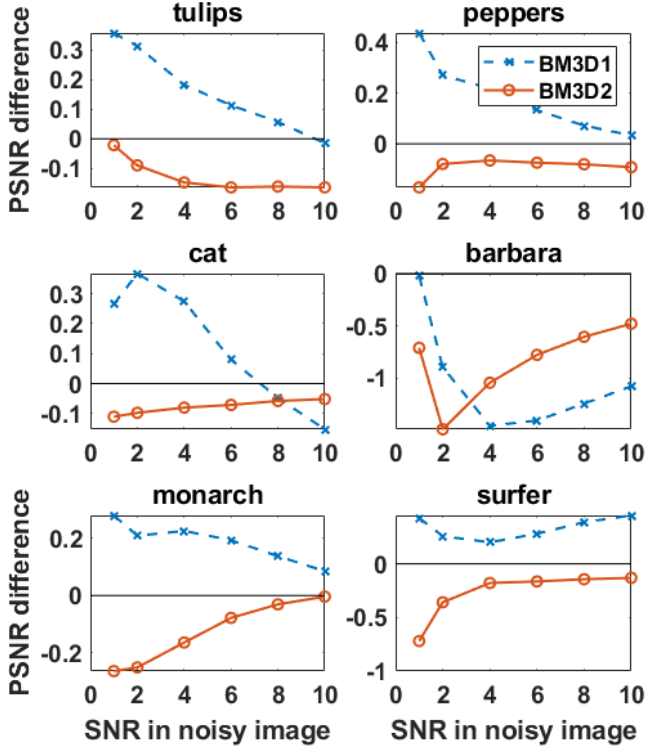 tulips
peppers
PSNR difference
0.3
0.2
0.1
0
-0.1
0 2 4 6 8 10
0.4
0.2
0
0 2 4 6 8 10
BM3D1
BM3D2
cat
barbara
0.3
0.2
0.1
0
-0.1
0 2 4 6 8 10
0
-0.5
-1
0 2 4 6 8 10
monarch
surfer
PSNR difference
0.2
0
-0.2
0 2 4 6 8 10
SNR in noisy image
0
-0.5
-1
0 2 4 6 8 10
SNR in noisy image